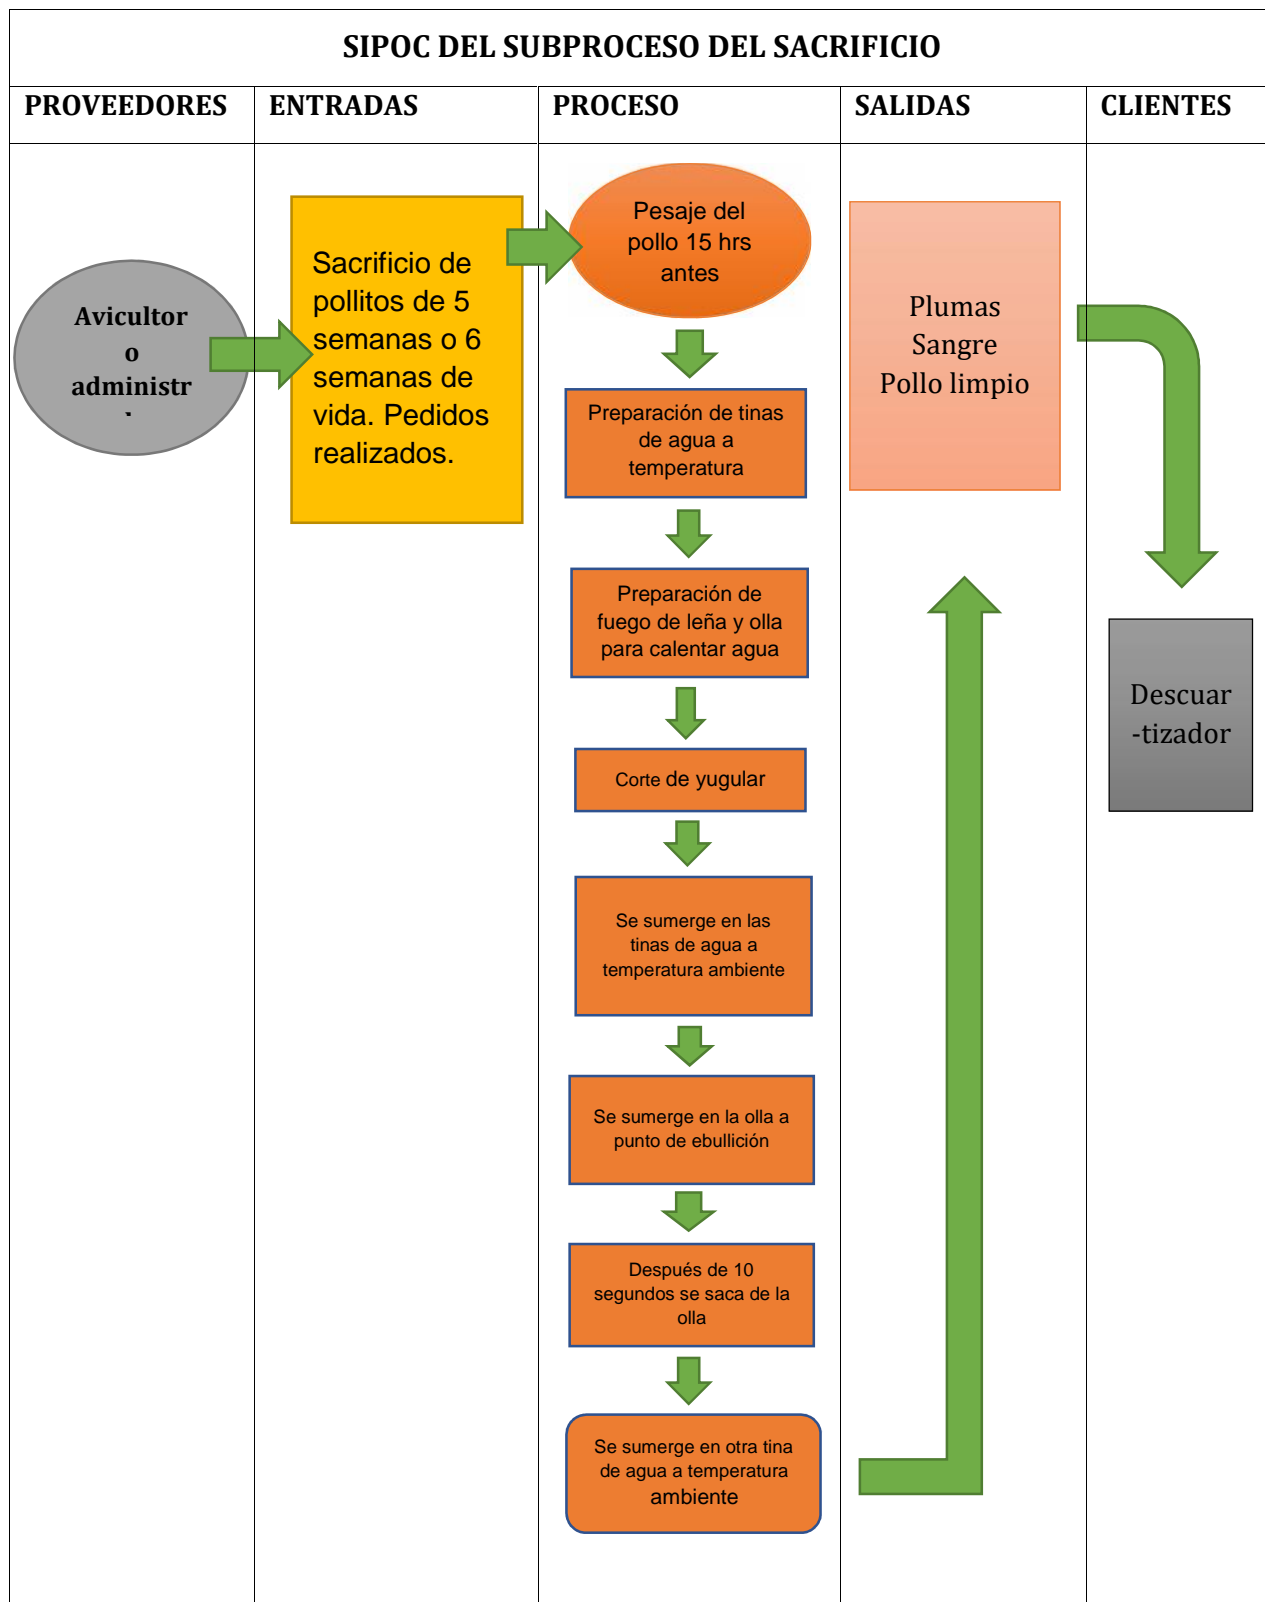 SIPOC DEL SUBPROCESO DEL SACRIFICIO
PROVEEDORES
ENTRADAS
PROCESO
SALIDAS
CLIENTES
Avicultor
o
administr
Sacrificio de
pollitos de 5
semanas o 6
semanas de
vida. Pedidos
realizados.
Pesaje del
pollo 15 hrs
antes
Preparación de tinas
de agua a
temperatura
Preparación de
fuego de leña y olla
para calentar agua
Corte de yugular
Se sumerge en las
tinas de agua a
temperatura ambiente
Se sumerge en la olla a
punto de ebullición
Después de 10
segundos se saca de la
olla
Se sumerge en otra tina
de agua a temperatura
ambiente
Plumas
Sangre
Pollo limpio
Descuar
-tizador